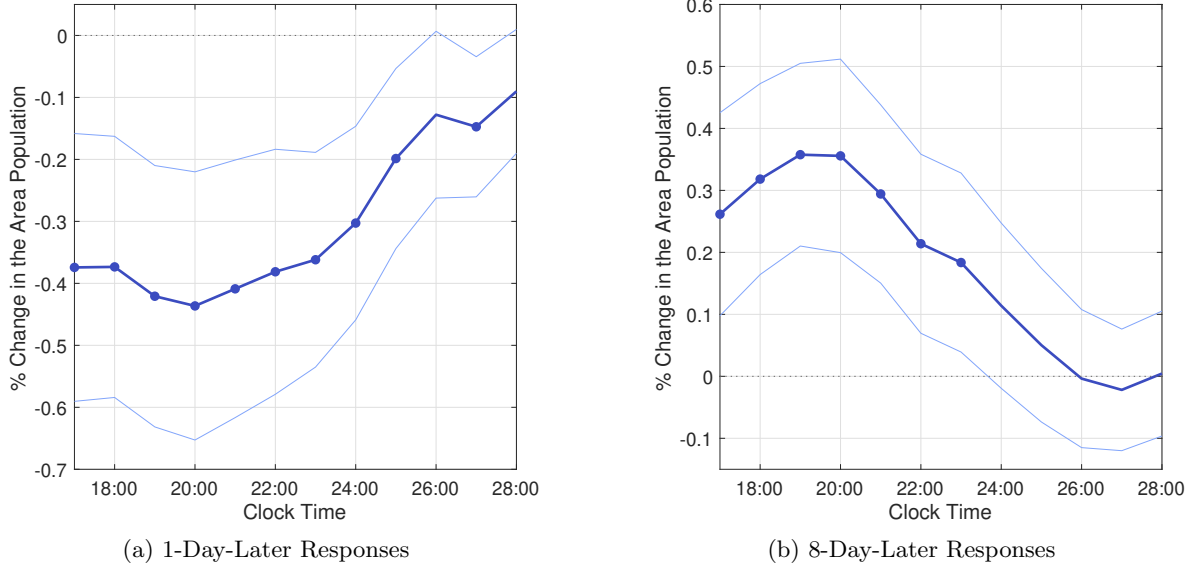 % Change in the Area Population
0
-0.1
-0.2
-0.3
-0.4
-0.5
-0.6
-0.7
18:00 20:00 22:00 24:00 26:00 28:00
Clock Time
(a) 1-Day-Later Responses
% Change in the Area Population
0.6
0.5
0.4
0.3
0.2
0.1
0
-0.1
18:00 20:00 22:00 24:00 26:00 28:00
Clock Time
(b) 8-Day-Later Responses